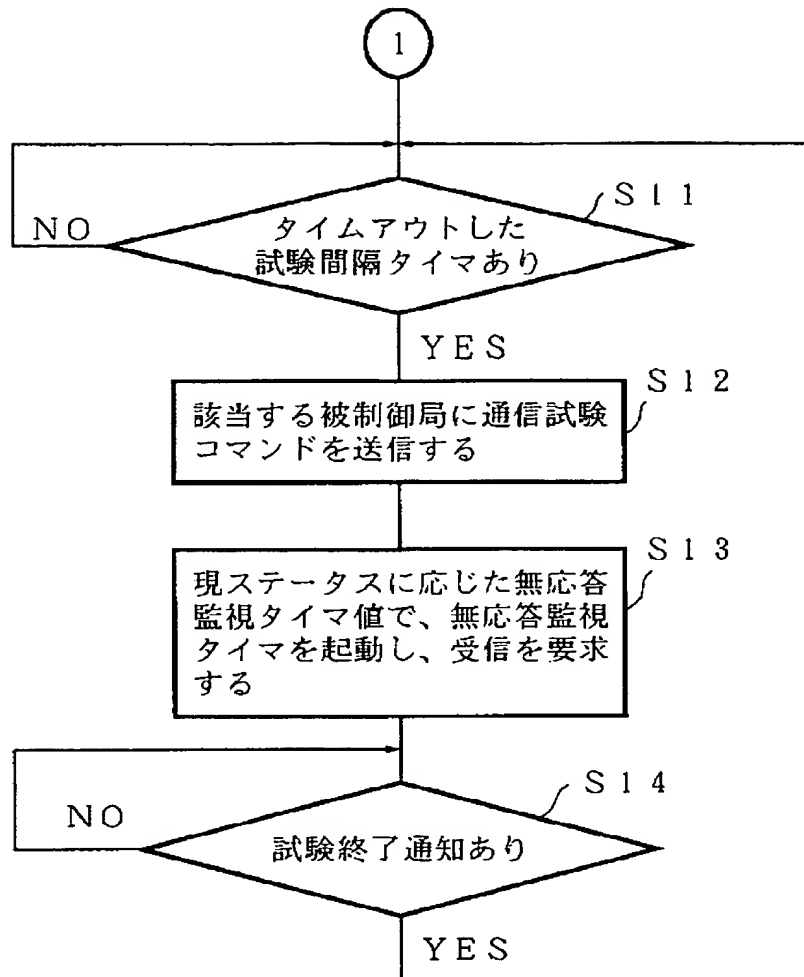 1
S11
タイムアウトした
試験間隔タイマあり
NO
YES
S12
該当する被制御局に通信試験
コマンドを送信する
S13
現ステータスに応じた無応答
監視タイマ値で、無応答監視
タイマを起動し、受信を要求
する
S14
NO
試験終了通知あり
YES